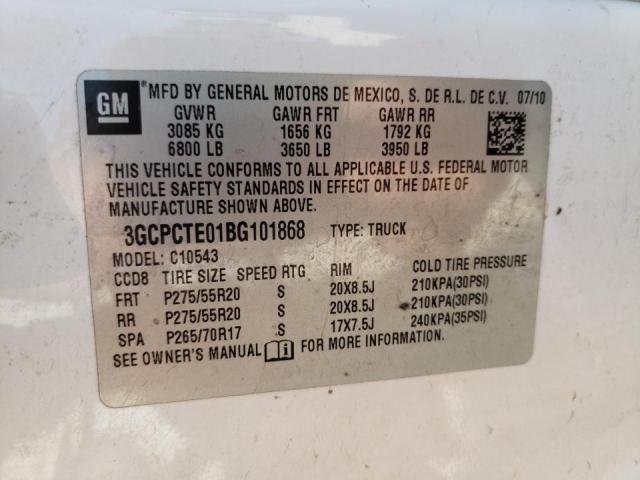 GM
®MFD BY GENERAL MOTORS DE MEXICO, S. DE R.L. DE C.V. 07/10
GVWR GAWR FRT GAWR RR
3085 KG 1656 KG 1792 KG
6800 LB 3650 LB 3950 LB
THIS VEHICLE CONFORMS TO ALL APPLICABLE U.S. FEDERAL MOTOR
VEHICLE SAFETY STANDARDS IN EFFECT ON THE DATE OF
MANUFACTURE SHOWN ABOVE.
3GCPCTE01BG101868 TYPE: TRUCK
MODEL: C10543
CCD8 TIRE SIZE SPEED RTG RIM COLD TIRE PRESSURE
FRT P275/55R20 S 20X8.5J 210KPA(30PSI)
RR P275/55R20 S 20X8.5J 210KPA(30PSI)
SPA P265/70R17 S 17X7.5J 240KPA(35PSI)
SEE OWNER'S MANUAL FOR MORE INFORMATION.